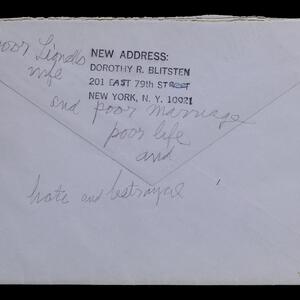 poor Lionello
wife
NEW ADDRESS:
DOROTHY R. BLITSTEN
201 EAST 79th STREET
NEW YORK, N. Y. 10021
and poor marriage
poor life
and
hate and betrayal